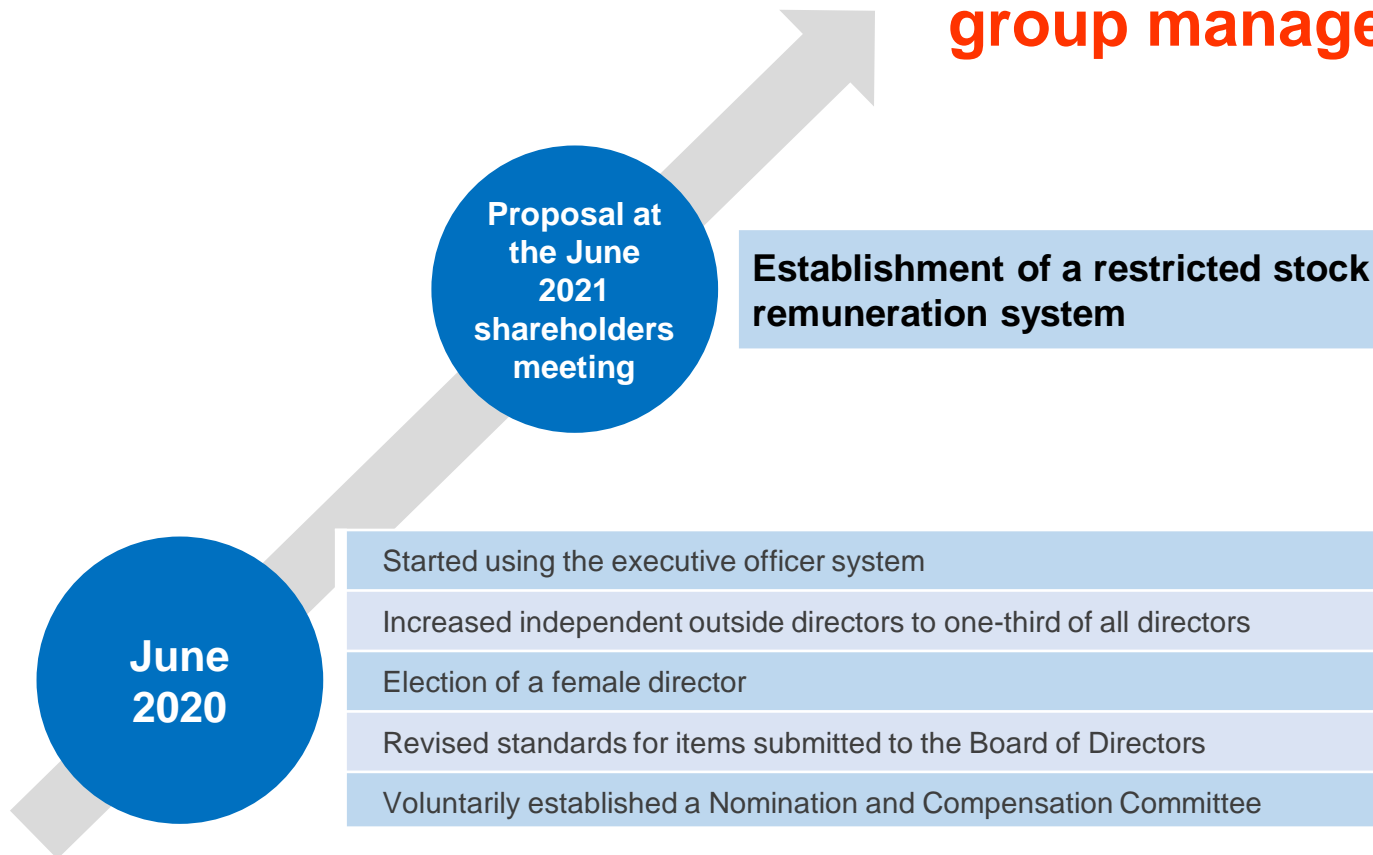 group manage
Proposal at
the June
2021
shareholders
meeting
Establishment of a restricted stock
remuneration system
June
2020
Started using the executive officer system
Increased independent outside directors to one-third of all directors
Election of a female director
Revised standards for items submitted to the Board of Directors
Voluntarily established a Nomination and Compensation Committee